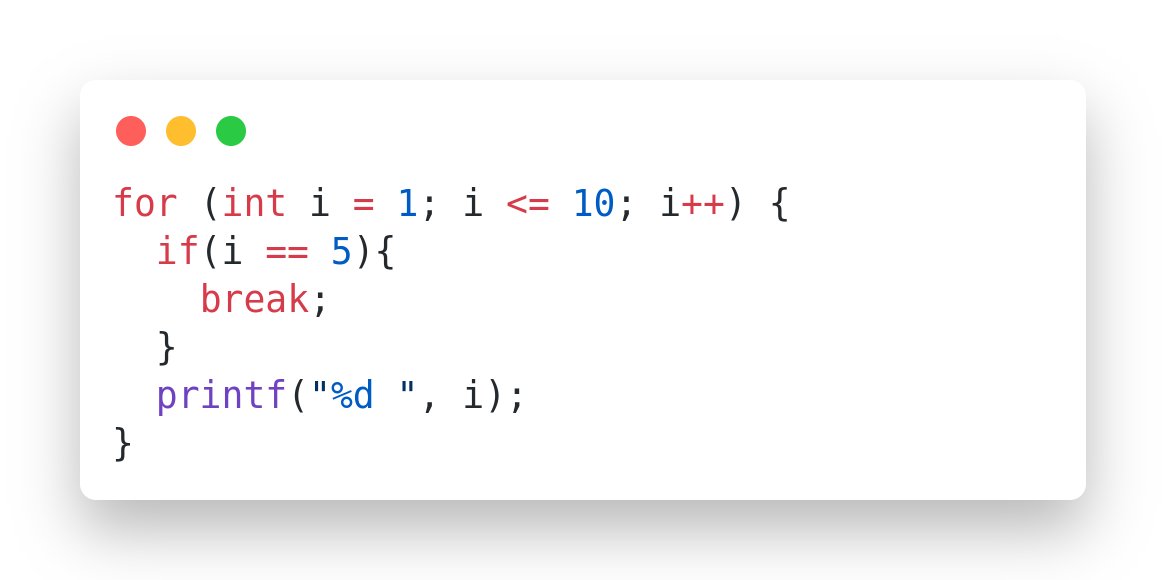 for (int i = 1; i <= 10; i++) {
  if(i == 5){
    break;
  }
  printf("%d ", i);
}